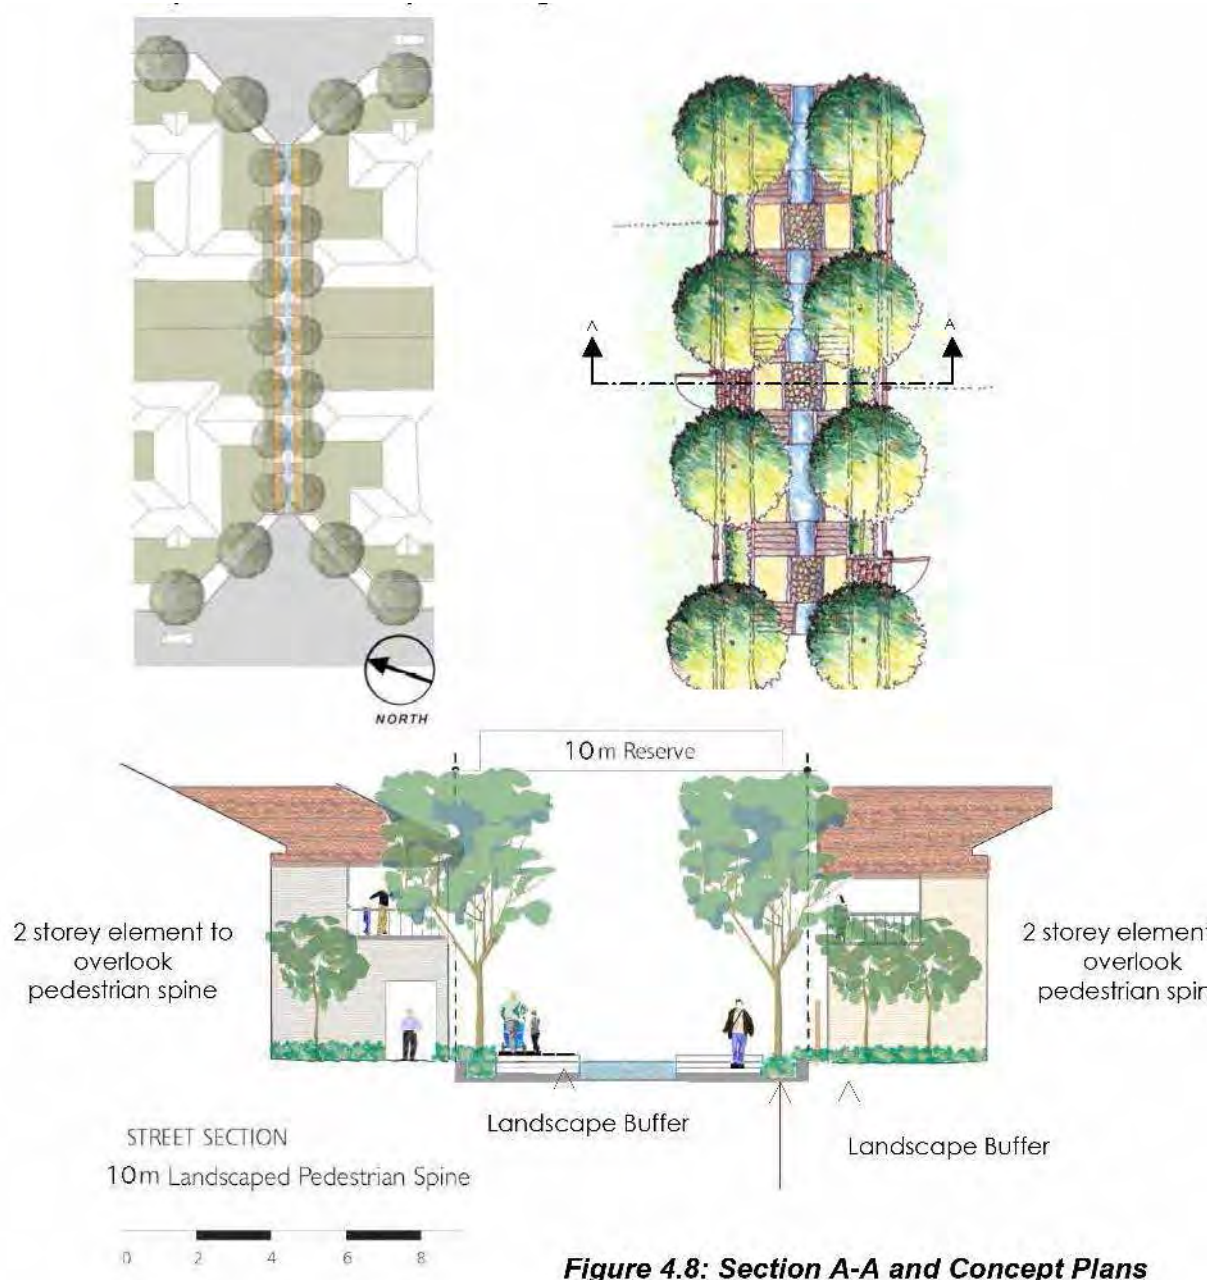 A
A
NORTH
10m Reserve
2 storey element to
overlook
pedestrian spine
2 storey element
overlook
pedestrian spin
Landscape Buffer
Landscape Buffer
STREET SECTION
10m Landscaped Pedestrian Spine
0 2 4 6 8
Figure 4.8: Section A-A and Concept Plans